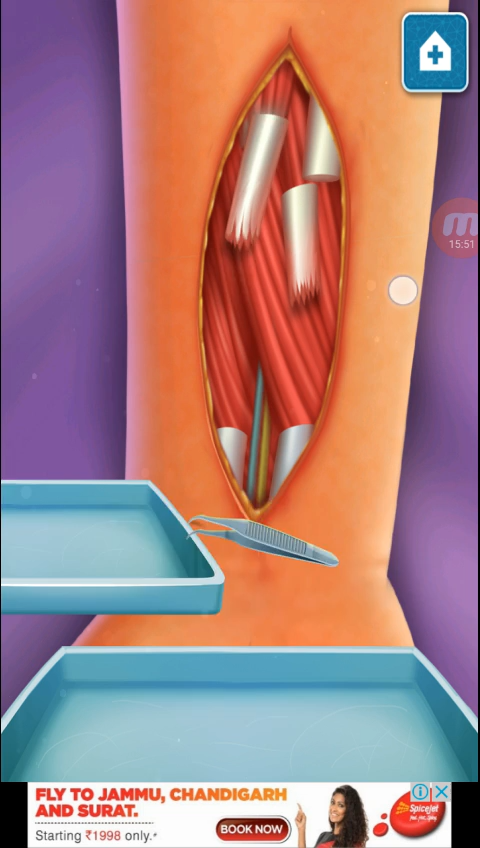 15:51
FLY TO JAMMU, CHANDIGARH
AND SURAT.
Starting ₹1998 only.*
BOOK NOW
SpiceJet